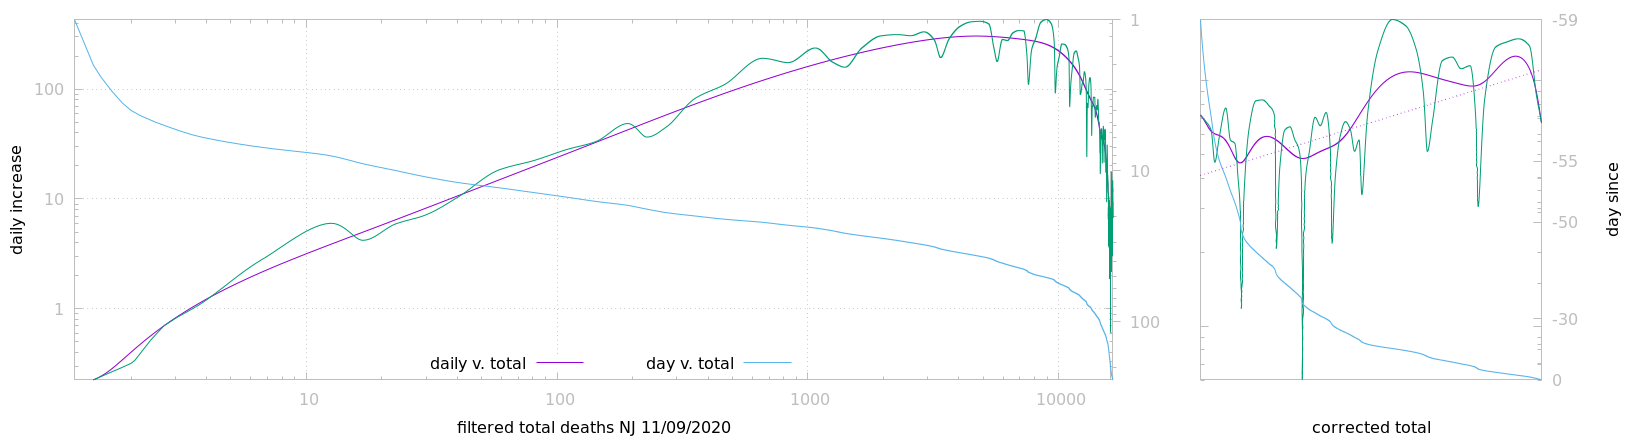 1
-59
100
10
-55
10
-50
1
100
-30
0
daily increase
day since
daily v. total
day v. total
10
100
1000
10000
filtered total deaths NJ 11/09/2020
corrected total